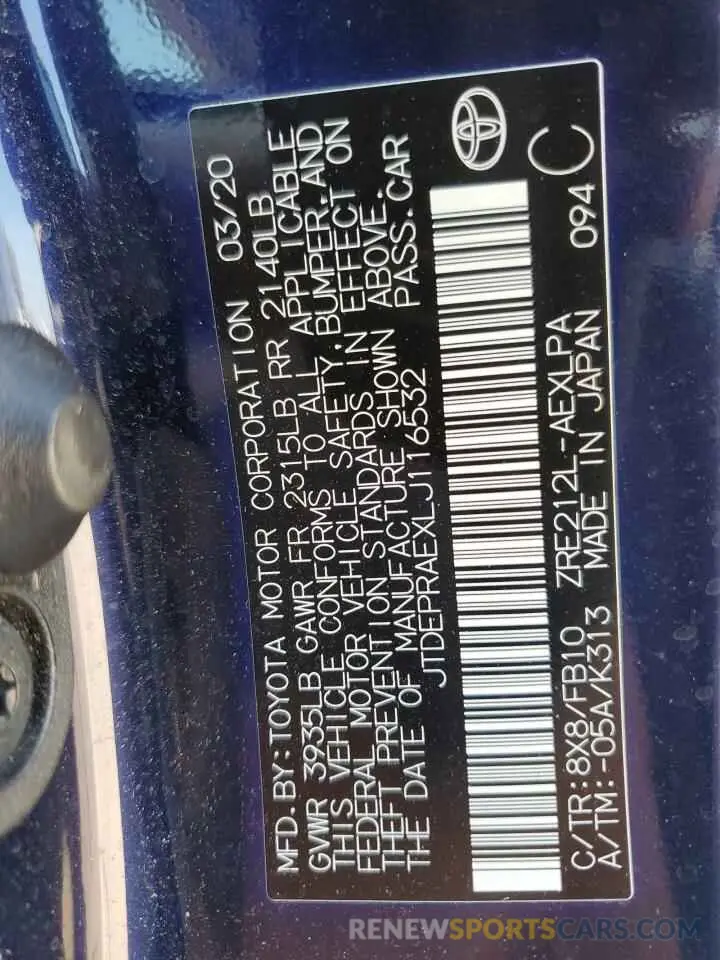 MFD.BY:TOYOTA MOTOR CORPORATION 03/20
GVWR 3935LB GAWR FR 2315LB RR 2140LB
THIS VEHICLE CONFORMS TO ALL APPLICABLE
FEDERAL MOTOR VEHICLE SAFETY,BUMPER,AND
THEFT PREVENTION STANDARDS IN EFFECT ON
THE DATE OF MANUFACTURE SHOWN ABOVE.
JTDEPRAEXLJ116532 PASS.CAR
C/TR:8X8/FB10 ZRE212L-AEXLPA 094
A/TM:-05A/K313 MADE IN JAPAN C
RENEWSPORTSCARS.COM